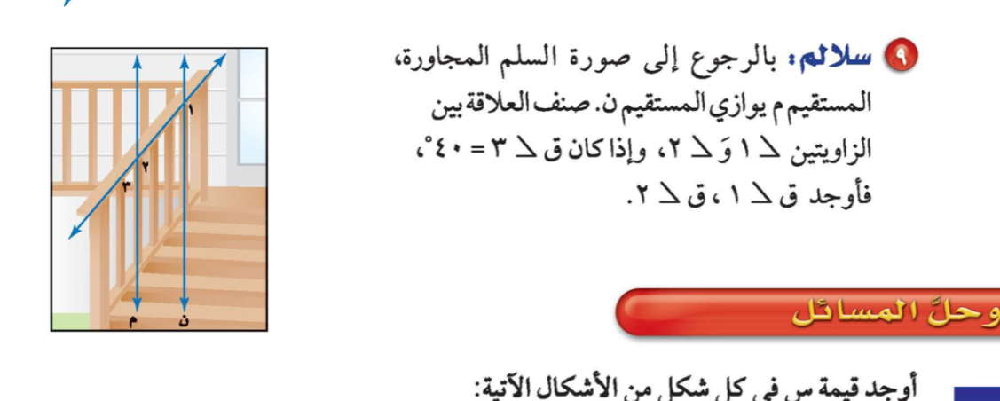 ٩ سلالم: بالرجوع إلى صورة السلم المجاورة،
المستقيم م يوازي المستقيم ن. صنف العلاقة بين
الزاويتين ∠ ١ وَ ∠ ٢، وإذا كان ق ∠ ٣ = ٤٠°،
فأوجد ق ∠ ١ ، ق ∠ ٢.
١
٢
٣
م ن
وحلّ المسائل
أوجد قيمة س في كل شكل من الأشكال الآتية: